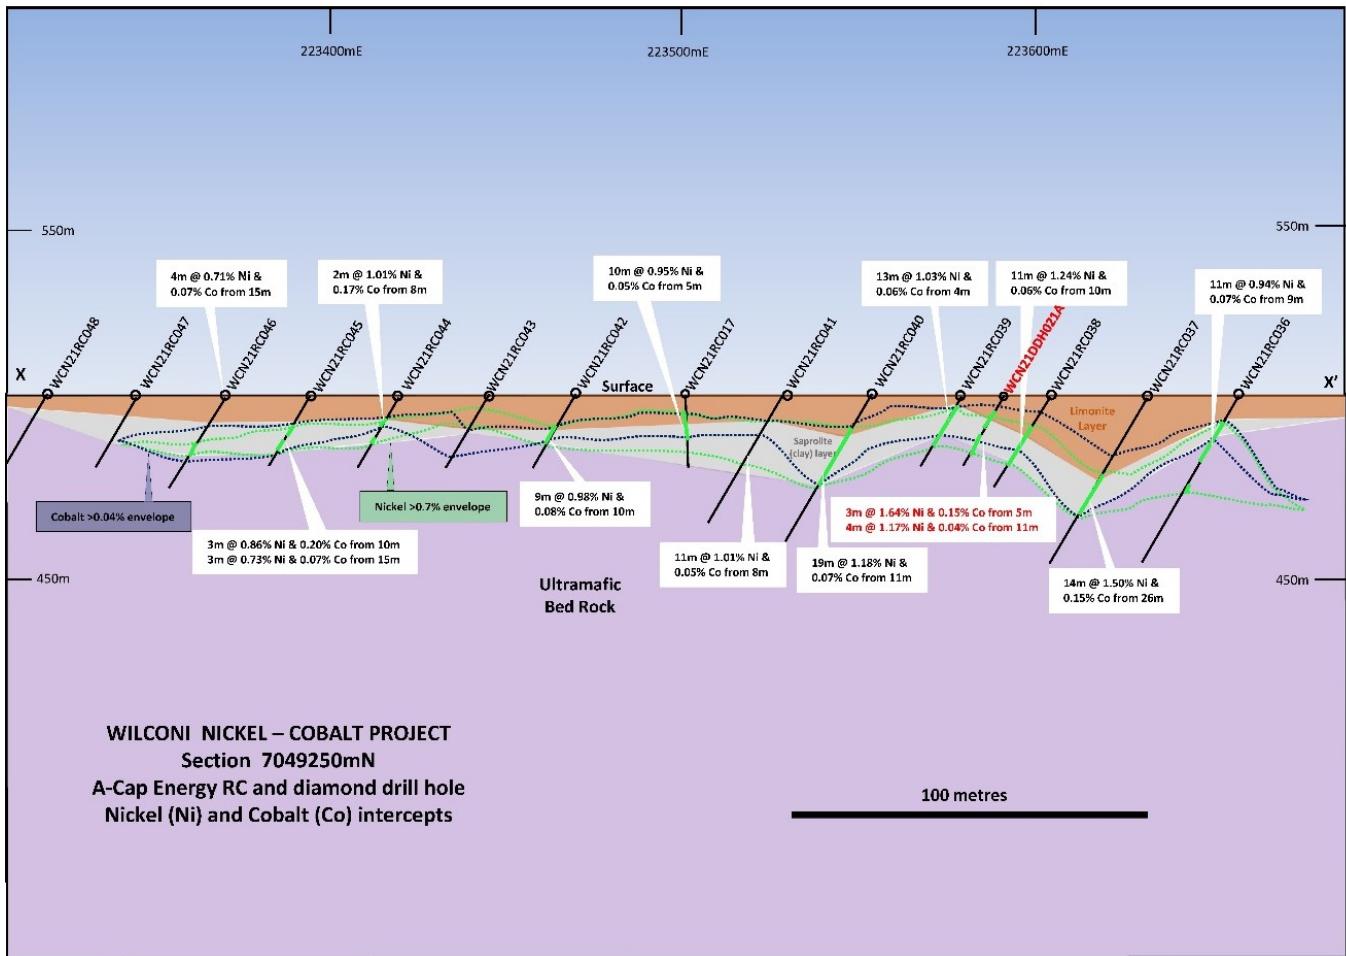 223400mE
223500mE
223600mE
550m
550m
4m @ 0.71% Ni &
0.07% Co from 15m
2m @ 1.01% Ni &
0.17% Co from 8m
10m @ 0.95% Ni &
0.05% Co from 5m
13m @ 1.03% Ni &
0.06% Co from 4m
11m @ 1.24% Ni &
0.06% Co from 10m
11m @ 0.94% Ni &
0.07% Co from 9m
WCN21RC048
WCN21RC047
WCN21RC046
WCN21RC045
WCN21RC044
WCN21RC043
WCN21RC042
WCN21RC017
WCN21RC041
WCN21RC040
WCN21RC039
WCN21DDH021A
WCN21RC038
WCN21RC037
WCN21RC036
X
Surface
X'
Limonite
Layer
Saprolite
(clay) layer
Cobalt >0.04% envelope
Nickel >0.7% envelope
9m @ 0.98% Ni &
0.08% Co from 10m
3m @ 1.64% Ni & 0.15% Co from 5m
4m @ 1.17% Ni & 0.04% Co from 11m
3m @ 0.86% Ni & 0.20% Co from 10m
3m @ 0.73% Ni & 0.07% Co from 15m
11m @ 1.01% Ni &
0.05% Co from 8m
19m @ 1.18% Ni &
0.07% Co from 11m
14m @ 1.50% Ni &
0.15% Co from 26m
450m
450m
Ultramafic
Bed Rock
WILCONI NICKEL – COBALT PROJECT
Section 7049250mN
A-Cap Energy RC and diamond drill hole
Nickel (Ni) and Cobalt (Co) intercepts
100 metres